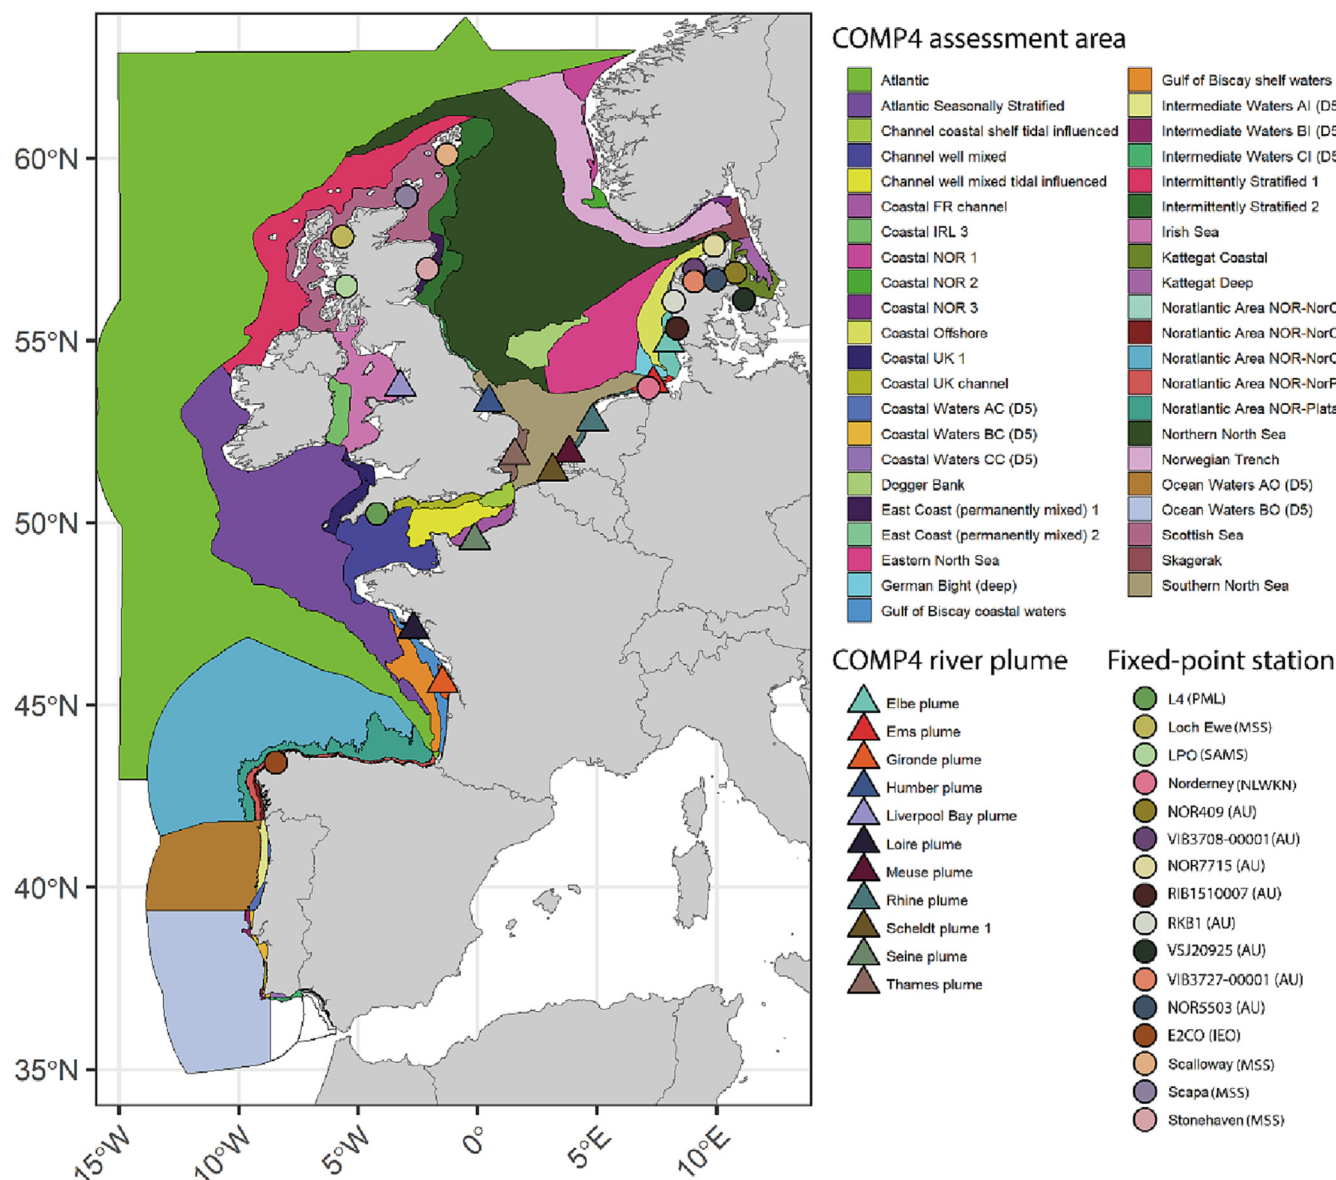 COMP4 assessment area
Atlantic
Atlantic Seasonally Stratified
Channel coastal shelf tidal influenced
Channel well mixed
Channel well mixed tidal influenced
Coastal FR channel
Coastal IRL 3
Coastal NOR 1
Coastal NOR 2
Coastal NOR 3
Coastal Offshore
Coastal UK 1
Coastal UK channel
Coastal Waters AC (D5)
Coastal Waters BC (D5)
Coastal Waters CC (D5)
Dogger Bank
East Coast (permanently mixed) 1
East Coast (permanently mixed) 2
Eastern North Sea
German Bight (deep)
Gulf of Biscay coastal waters
Gulf of Biscay shelf waters
Intermediate Waters AI (D5
Intermediate Waters BI (D5
Intermediate Waters CI (D5
Intermittently Stratified 1
Intermittently Stratified 2
Irish Sea
Kattegat Coastal
Kattegat Deep
Noratlantic Area NOR-NorC
Noratlantic Area NOR-NorC
Noratlantic Area NOR-NorC
Noratlantic Area NOR-NorP
Noratlantic Area NOR-Plata
Northern North Sea
Norwegian Trench
Ocean Waters AO (D5)
Ocean Waters BO (D5)
Scottish Sea
Skagerak
Southern North Sea
COMP4 river plume
Elbe plume
Ems plume
Gironde plume
Humber plume
Liverpool Bay plume
Loire plume
Meuse plume
Rhine plume
Scheldt plume 1
Seine plume
Thames plume
Fixed-point station
L4 (PML)
Loch Ewe (MSS)
LPO (SAMS)
Norderney (NLWKN)
NOR409 (AU)
VIB3708-00001 (AU)
NOR7715 (AU)
RIB1510007 (AU)
RKB1 (AU)
VSJ20925 (AU)
VIB3727-00001 (AU)
NOR5503 (AU)
E2CO (IEO)
Scalloway (MSS)
Scapa (MSS)
Stonehaven (MSS)
60°N
55°N
50°N
45°N
40°N
35°N
15°W
10°W
5°W
0°
5°E
10°E